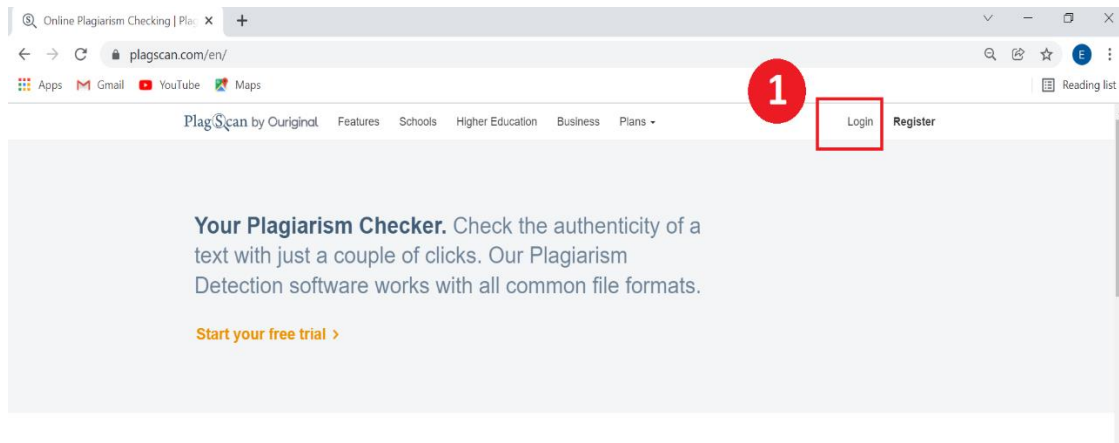 Online Plagiarism Checking | Plag
plagscan.com/en/
E
Apps Gmail YouTube Maps Reading list
1
PlagScan by Ouriginal Features Schools Higher Education Business Plans Login Register
Your Plagiarism Checker. Check the authenticity of a
text with just a couple of clicks. Our Plagiarism
Detection software works with all common file formats.
Start your free trial >